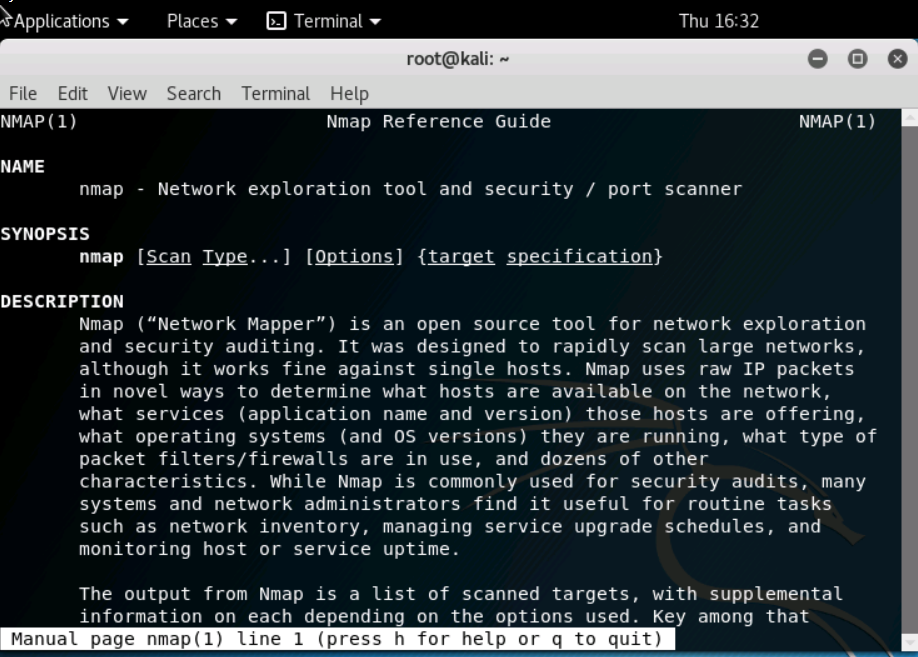 Applications Places Terminal Thu 16:32
root@kali: ~
File Edit View Search Terminal Help
NMAP(1) Nmap Reference Guide NMAP(1)
NAME
nmap - Network exploration tool and security / port scanner
SYNOPSIS
nmap [Scan Type...] [Options] {target specification}
DESCRIPTION
Nmap (“Network Mapper”) is an open source tool for network exploration
and security auditing. It was designed to rapidly scan large networks,
although it works fine against single hosts. Nmap uses raw IP packets
in novel ways to determine what hosts are available on the network,
what services (application name and version) those hosts are offering,
what operating systems (and OS versions) they are running, what type of
packet filters/firewalls are in use, and dozens of other
characteristics. While Nmap is commonly used for security audits, many
systems and network administrators find it useful for routine tasks
such as network inventory, managing service upgrade schedules, and
monitoring host or service uptime.
The output from Nmap is a list of scanned targets, with supplemental
information on each depending on the options used. Key among that
Manual page nmap(1) line 1 (press h for help or q to quit)